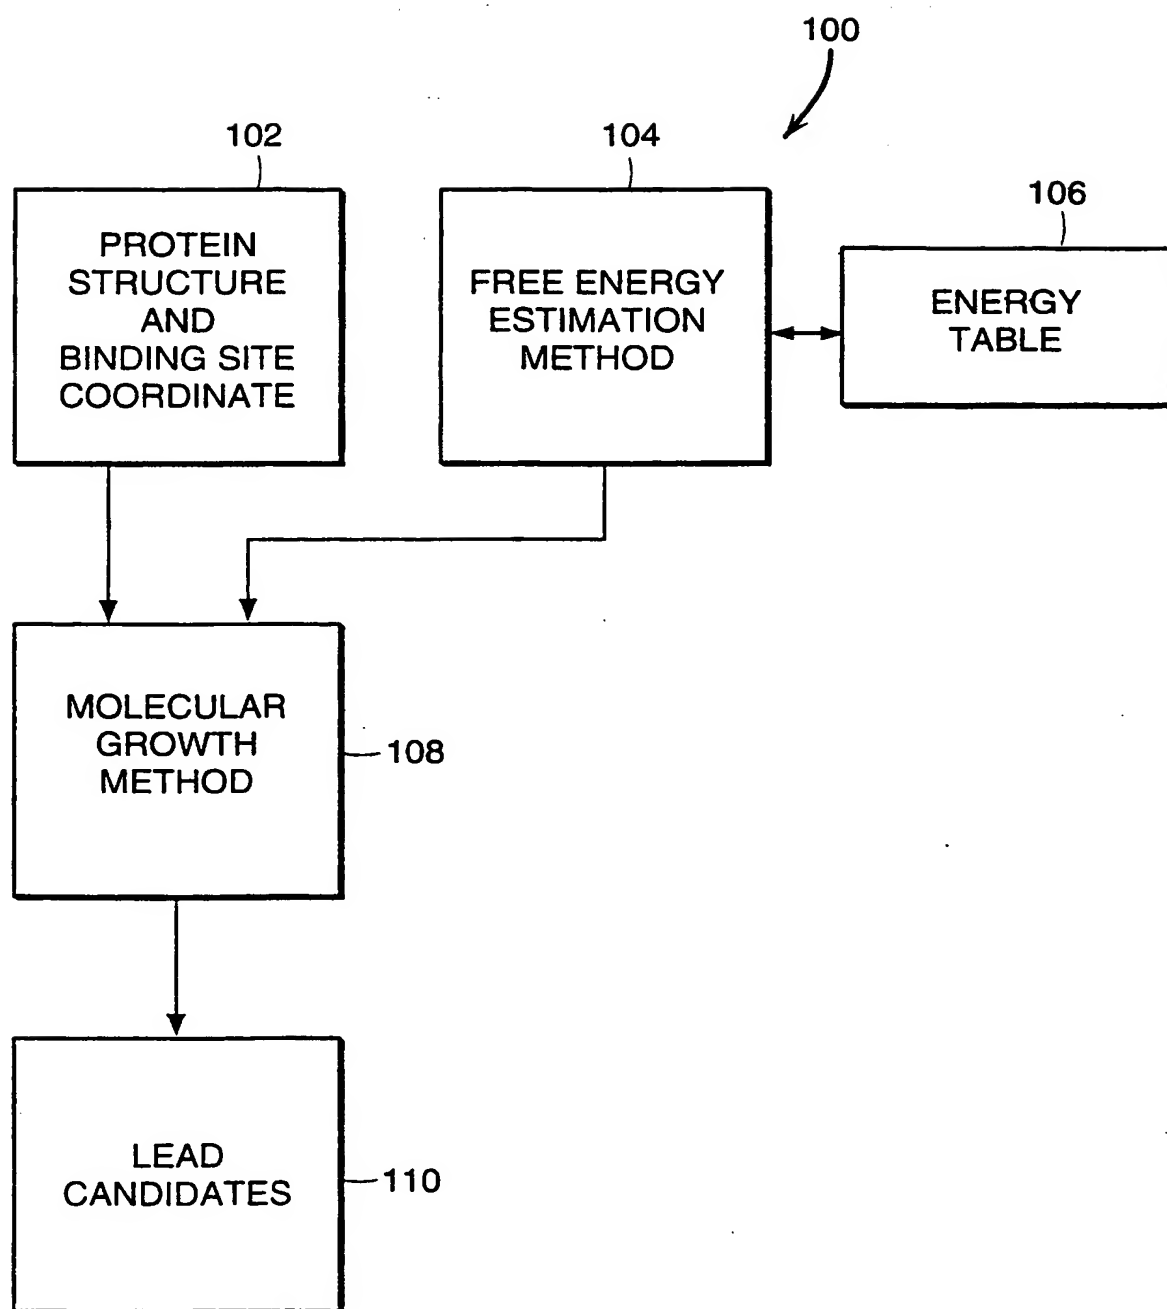 100
102
104
106
PROTEIN
STRUCTURE
AND
BINDING SITE
COORDINATE
FREE ENERGY
ESTIMATION
METHOD
ENERGY
TABLE
MOLECULAR
GROWTH
METHOD
108
LEAD
CANDIDATES
110